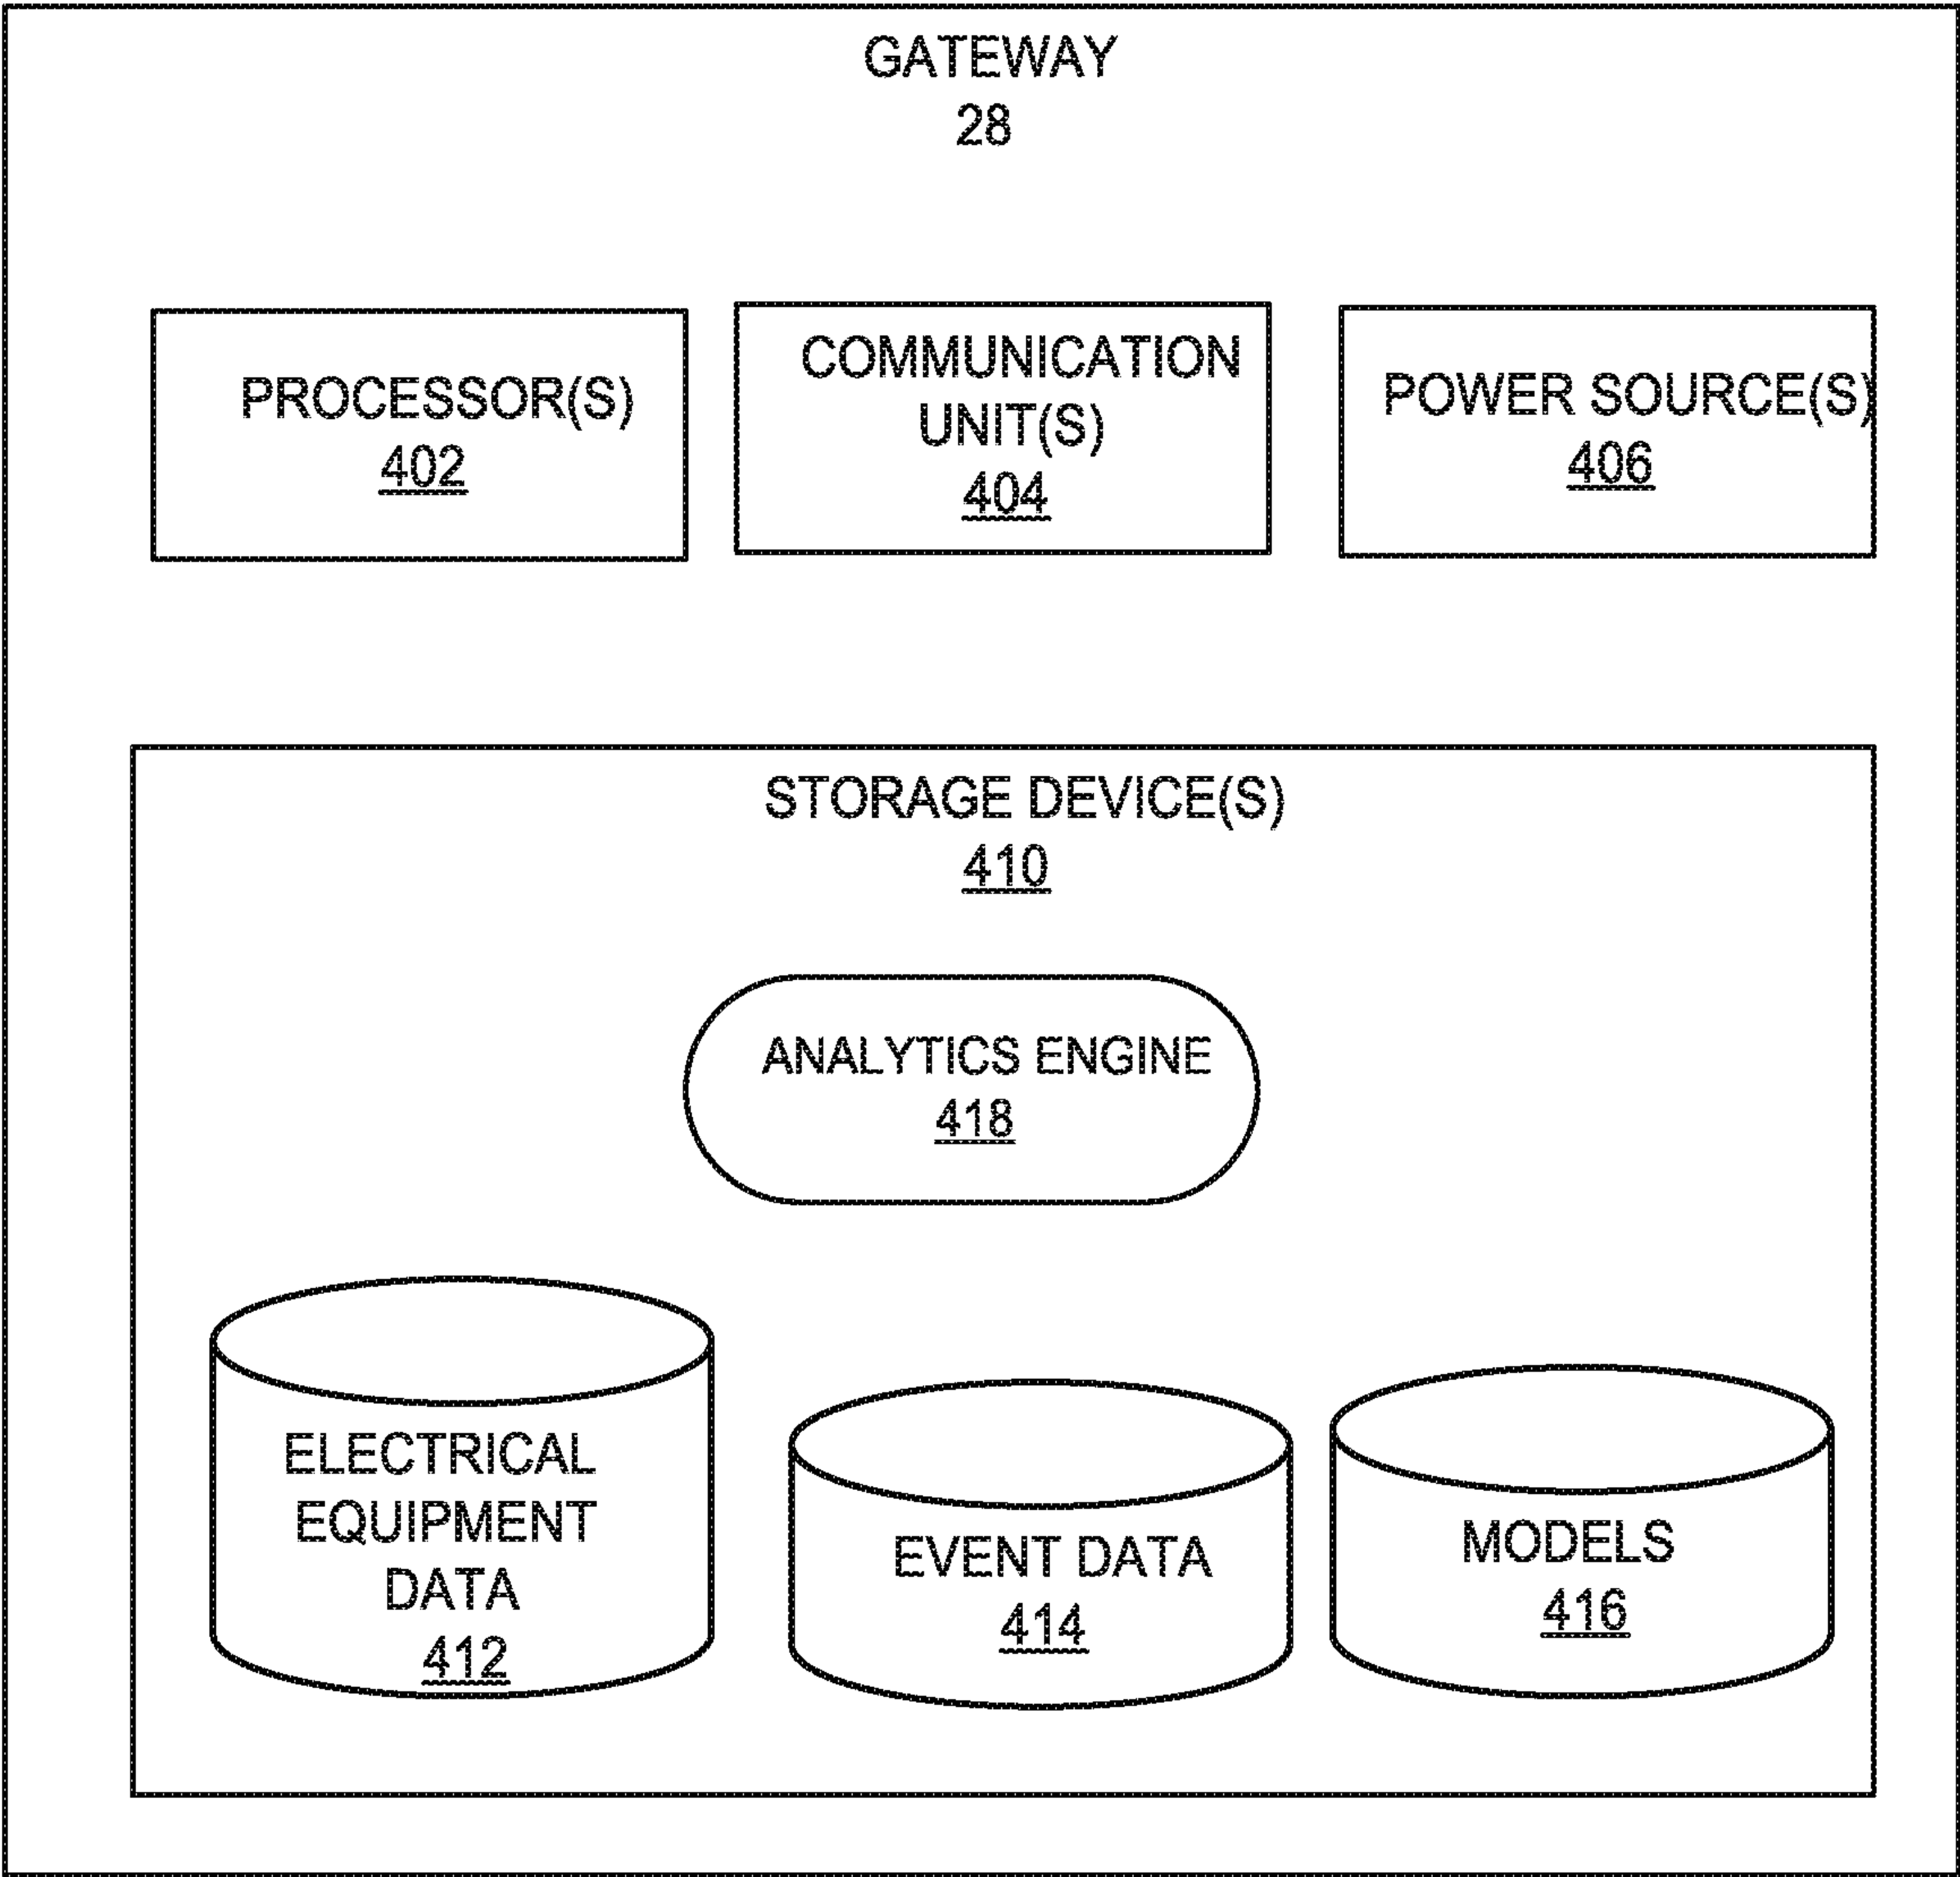 GATEWAY
28
PROCESSOR(S)
402
COMMUNICATION
UNIT(S)
404
POWER SOURCE(S)
406
STORAGE DEVICE(S)
410
ANALYTICS ENGINE
418
ELECTRICAL
EQUIPMENT
DATA
412
EVENT DATA
414
MODELS
416